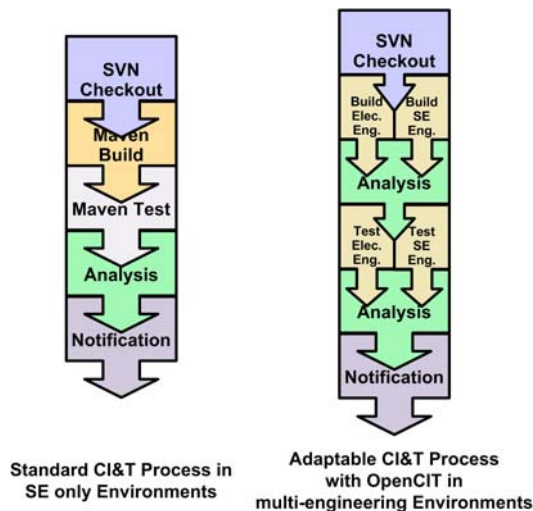 SVN
Checkout
Maven
Build
Maven Test
Analysis
Notification
Standard CI&T Process in
SE only Environments
SVN
Checkout
Build
Elec.
Eng.
Build
SE
Eng.
Analysis
Test
Elec.
Eng.
Test
SE
Eng.
Analysis
Notification
Adaptable CI&T Process
with OpenCIT in
multi-engineering Environments